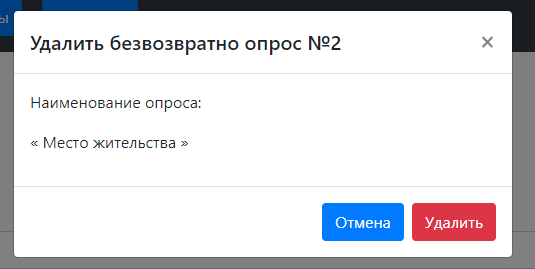 ы
Удалить безвозвратно опрос №2
×
Наименование опроса:
« Место жительства »
Отмена Удалить